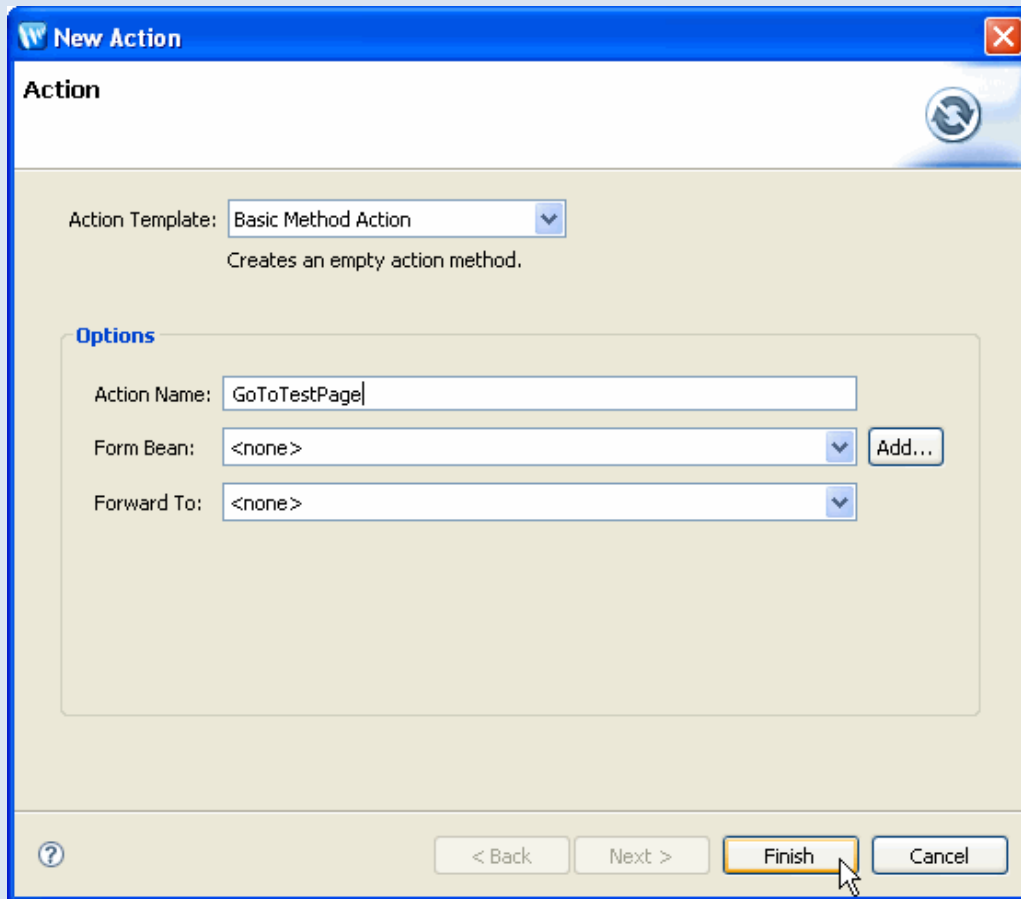 New Action
Action
Action Template: Basic Method Action
Creates an empty action method.
Options
Action Name: GoToTestPage
Form Bean: <none> Add...
Forward To: <none>
< Back Next > Finish Cancel